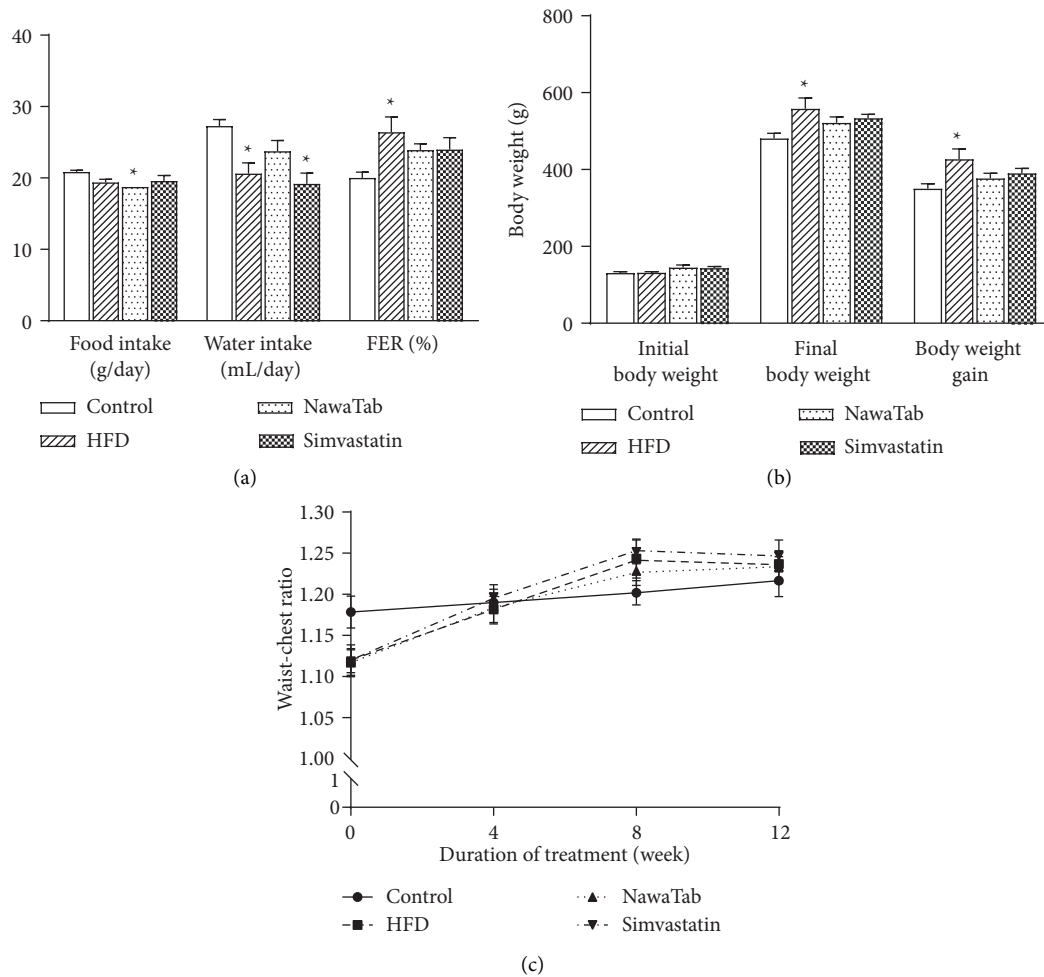 40
30
20
10
0
*
*
*
*
Food intake
(g/day)
Water intake
(mL/day)
FER (%)
Control
NawaTab
HFD
Simvastatin
(a)
Body weight (g)
800
600
400
200
0
*
*
Initial
body weight
Final
body weight
Body weight
gain
Control
NawaTab
HFD
Simvastatin
(b)
Waist-chest ratio
1.30
1.25
1.20
1.15
1.10
1.05
1.00
1
0
0
4
8
12
Duration of treatment (week)
Control
NawaTab
HFD
Simvastatin
(c)